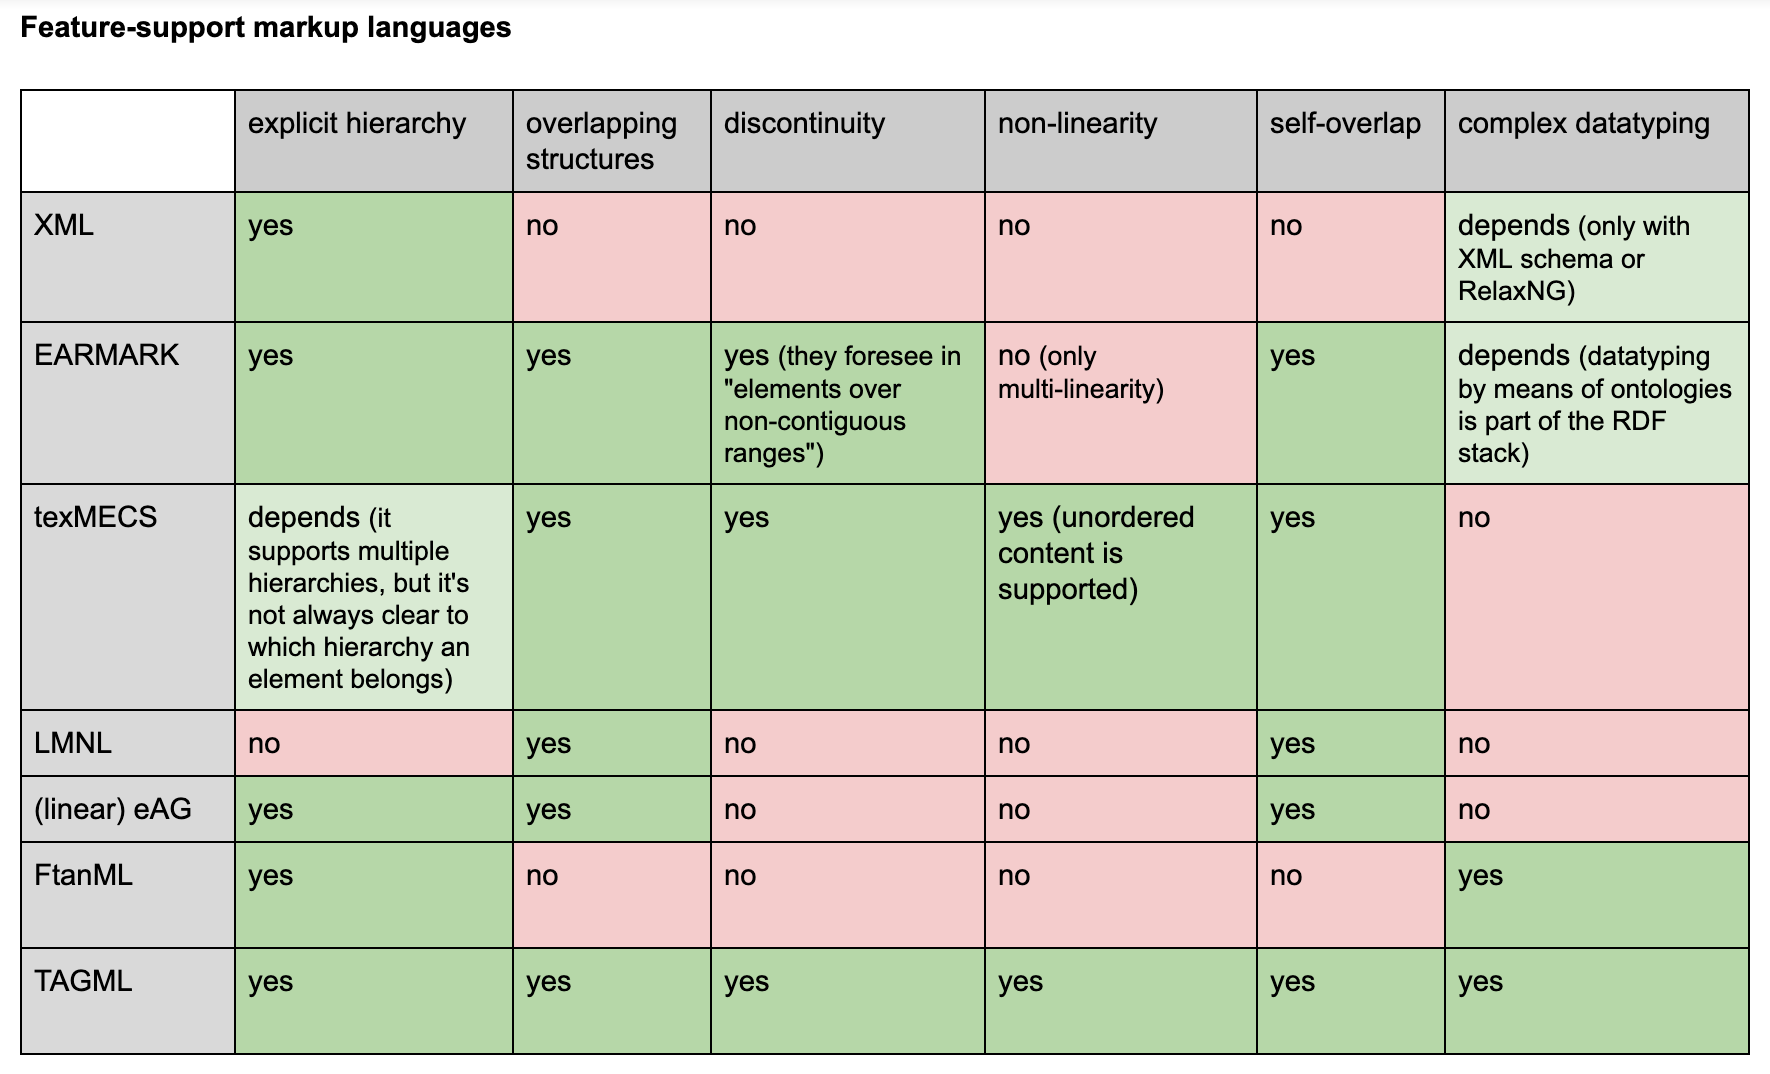 Feature-support markup languages
explicit hierarchy
overlapping
structures
discontinuity
non-linearity
self-overlap
complex datatyping
XML
yes
no
no
no
no
depends (only with
XML schema or
RelaxNG)
EARMARK
yes
yes
yes (they foresee in
"elements over
non-contiguous
ranges")
no (only
multi-linearity)
yes
depends (datatyping
by means of ontologies
is part of the RDF
stack)
texMECS
depends (it
supports multiple
hierarchies, but it's
not always clear to
which hierarchy an
element belongs)
yes
yes
yes (unordered
content is
supported)
yes
no
LMNL
no
yes
no
no
yes
no
(linear) eAG
yes
yes
no
no
yes
no
FtanML
yes
no
no
no
no
yes
TAGML
yes
yes
yes
yes
yes
yes